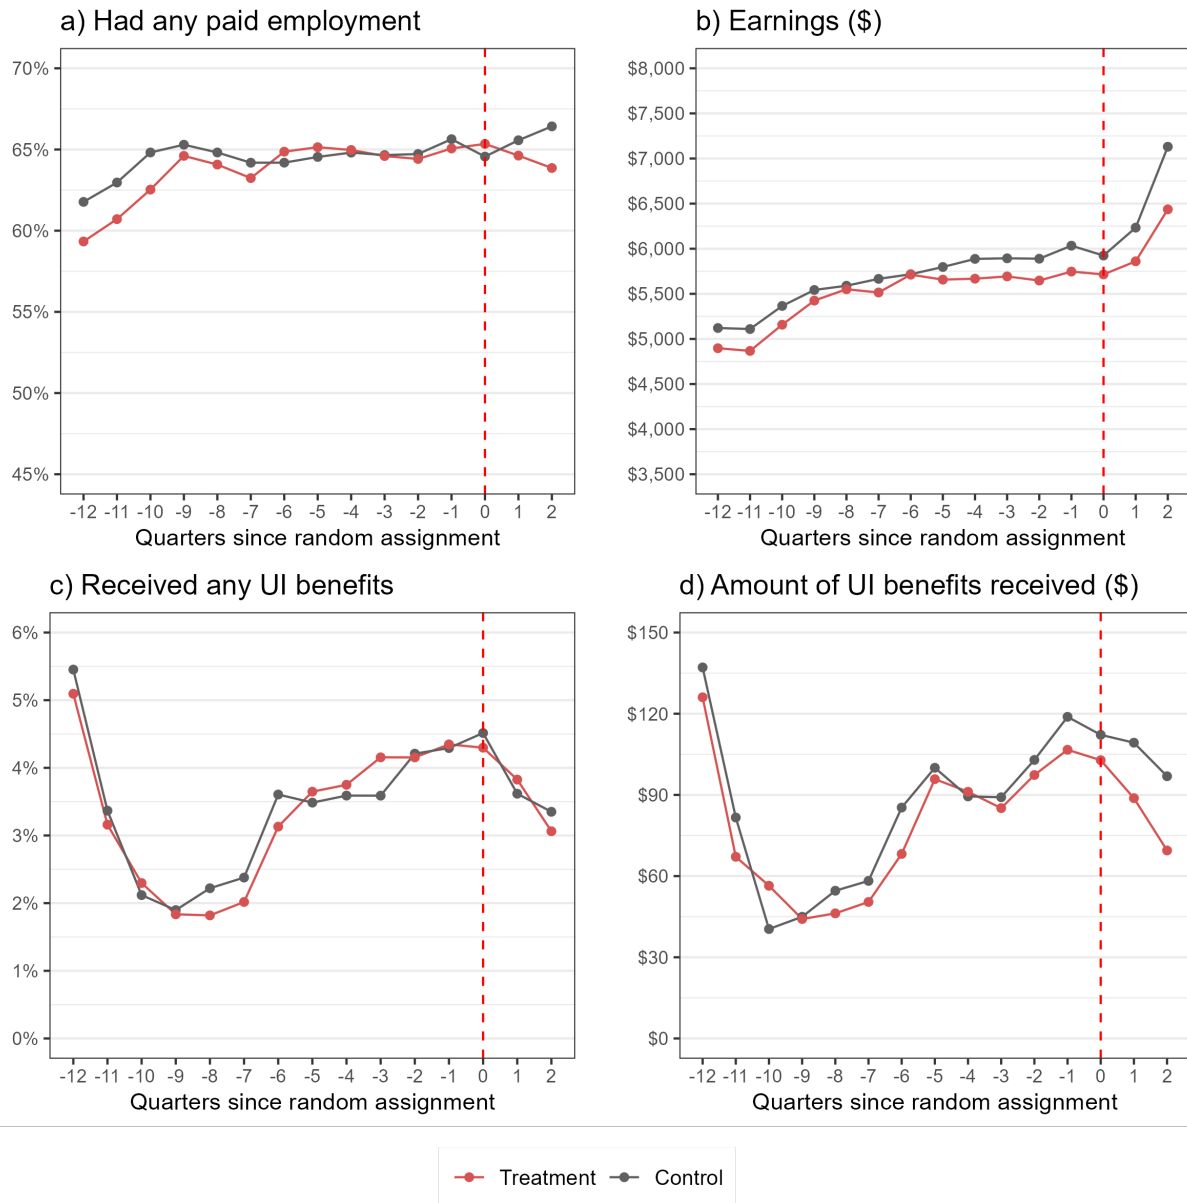 a) Had any paid employment
70%
65%
60%
55%
50%
45%
-12 -11 -10 -9 -8 -7 -6 -5 -4 -3 -2 -1 0 1 2
Quarters since random assignment
b) Earnings ($)
$8,000
$7,500
$7,000
$6,500
$6,000
$5,500
$5,000
$4,500
$4,000
$3,500
-12 -11 -10 -9 -8 -7 -6 -5 -4 -3 -2 -1 0 1 2
Quarters since random assignment
c) Received any UI benefits
6%
5%
4%
3%
2%
1%
0%
-12 -11 -10 -9 -8 -7 -6 -5 -4 -3 -2 -1 0 1 2
Quarters since random assignment
d) Amount of UI benefits received ($)
$150
$120
$90
$60
$30
$0
-12 -11 -10 -9 -8 -7 -6 -5 -4 -3 -2 -1 0 1 2
Quarters since random assignment
Treatment Control